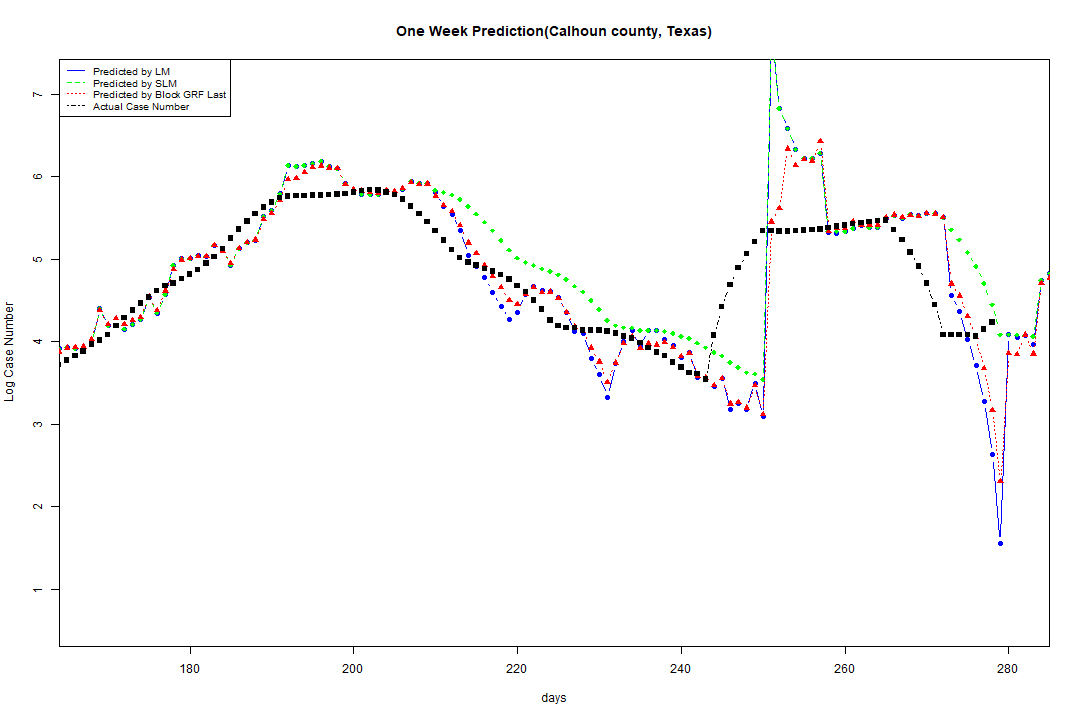 One Week Prediction(Calhoun county, Texas)
Predicted by LM
Predicted by SLM
Predicted by Block GRF Last
Actual Case Number
7
6
5
4
3
2
1
Log Case Number
180 200 220 240 260 280
days